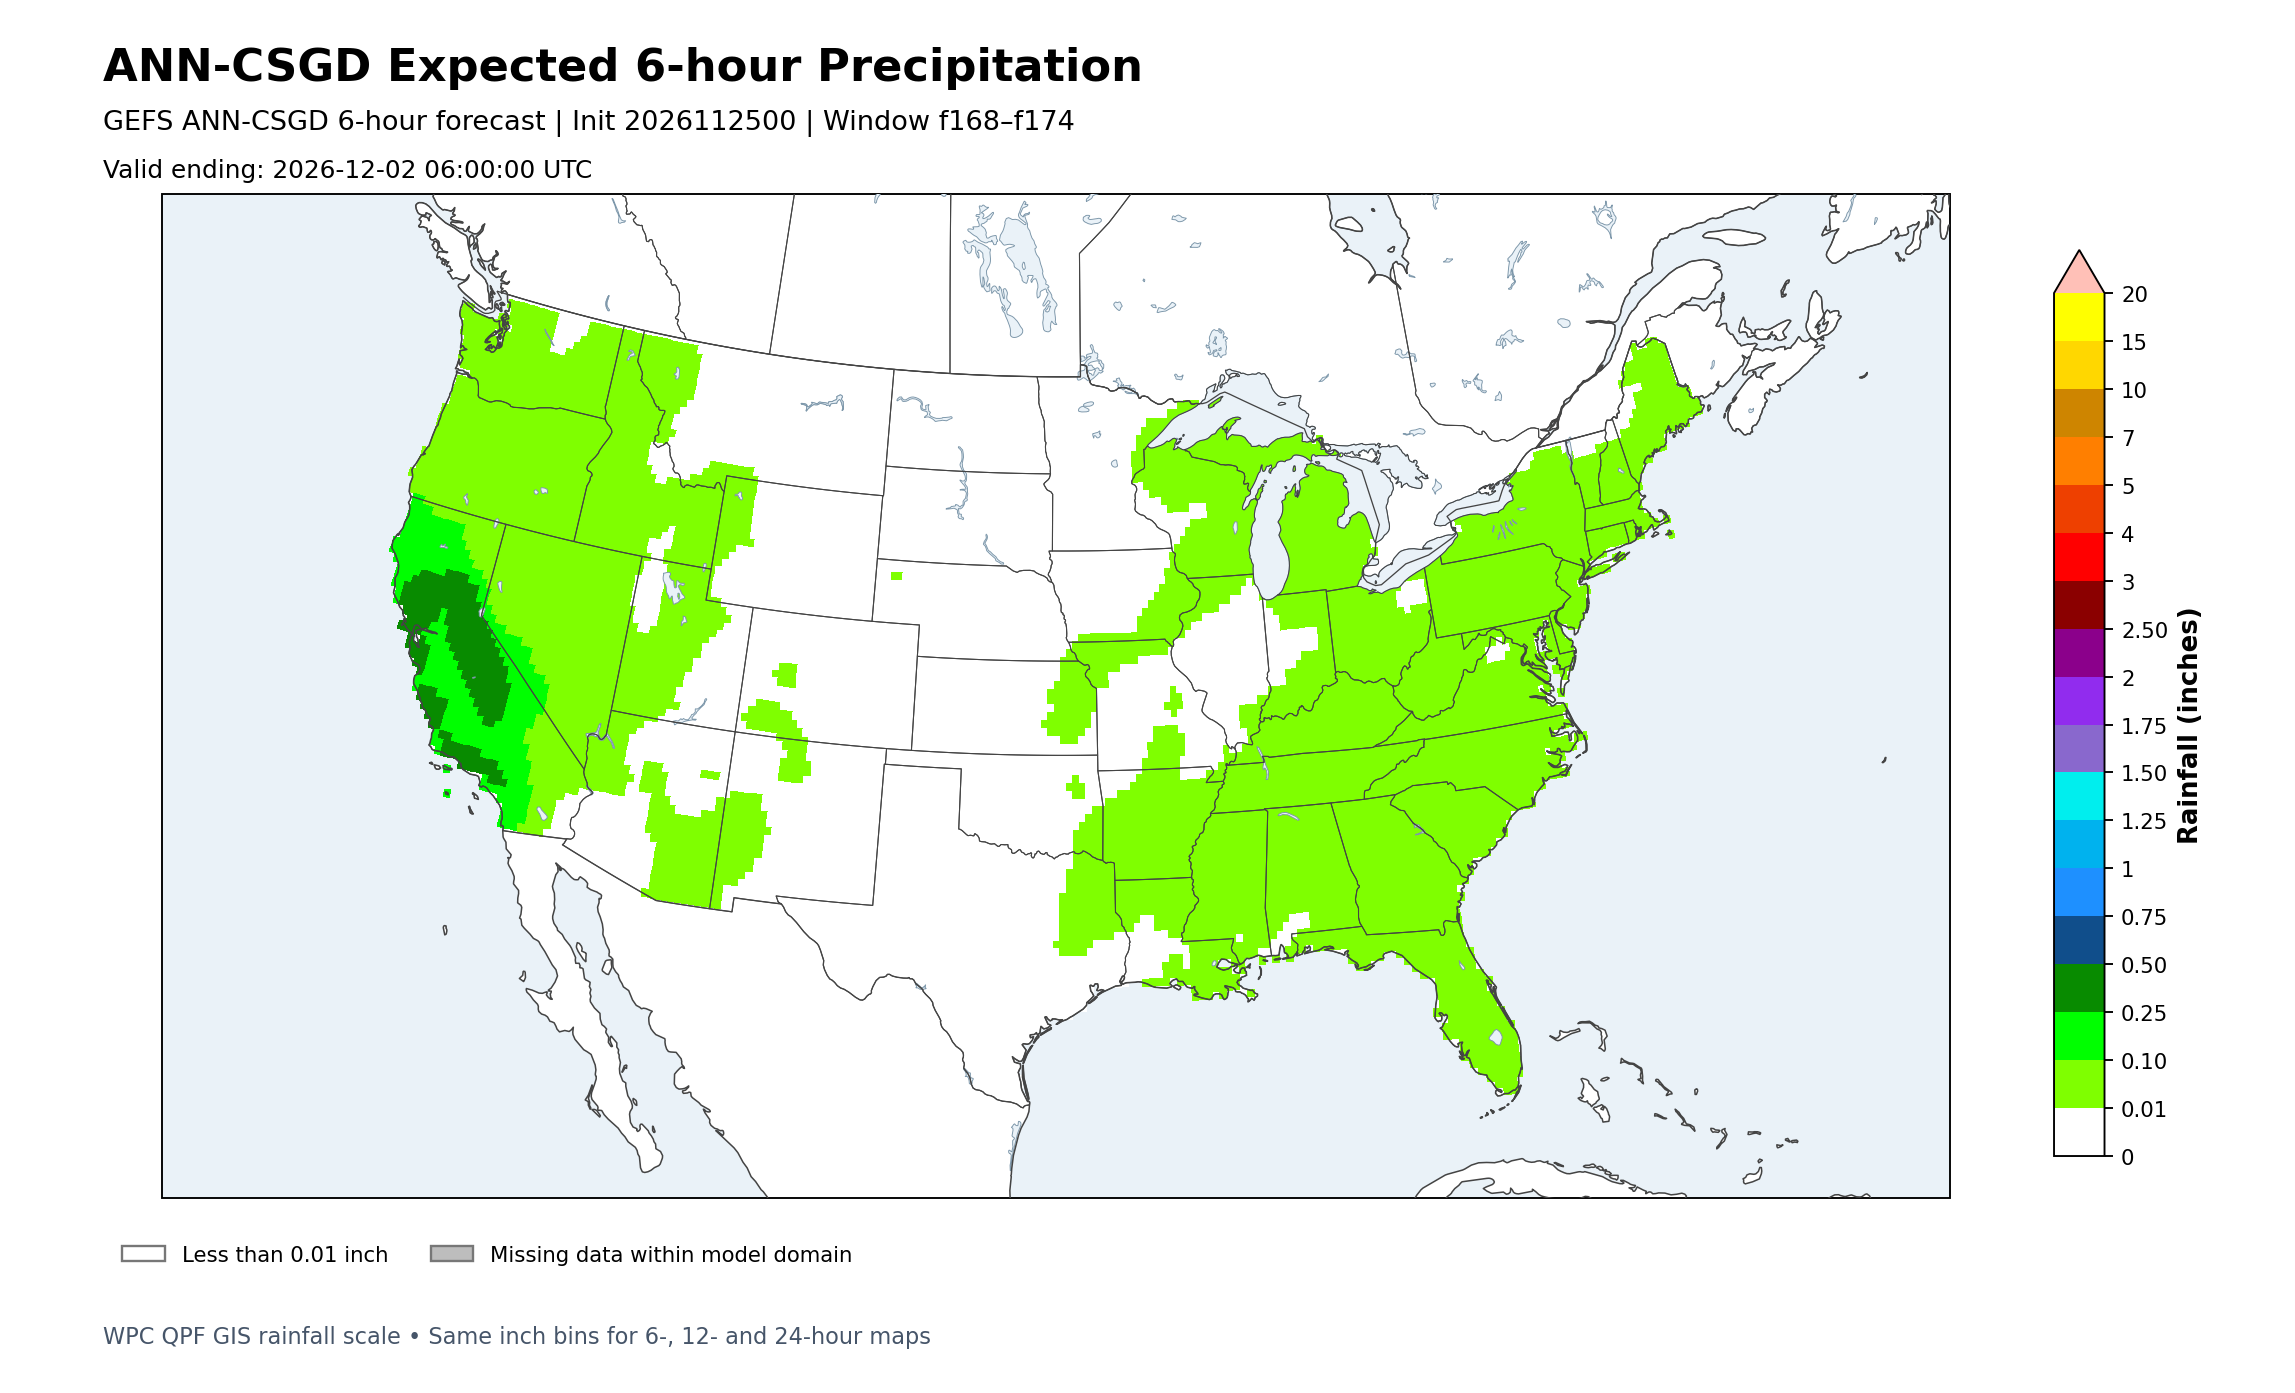 ANN-CSGD Expected 6-hour Precipitation
GEFS ANN-CSGD 6-hour forecast | Init 2026112500 | Window f168–f174
Valid ending: 2026-12-02 06:00:00 UTC
20
15
10
7
5
4
3
2.50
2
1.75
1.50
1.25
1
0.75
0.50
0.25
0.10
0.01
0
Rainfall (inches)
Less than 0.01 inch
Missing data within model domain
WPC QPF GIS rainfall scale • Same inch bins for 6-, 12- and 24-hour maps